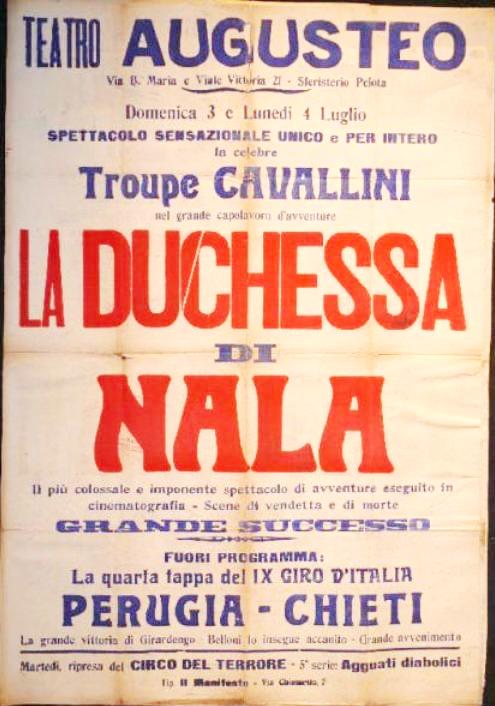 TEATRO AUGUSTEO
Via B. Maria e Viale Vittoria 21 - Sferisterio Pelota
Domenica 3 e Lunedì 4 Luglio
SPETTACOLO SENSAZIONALE UNICO e PER INTERO
la celebre
Troupe CAVALLINI
nel grande capolavoro d'avventure
LA DUCHESSA
DI
NALA
Il più colossale e imponente spettacolo di avventure eseguito in
cinematografia - Scene di vendetta e di morte
GRANDE SUCCESSO
FUORI PROGRAMMA:
La quarta tappa del IX GIRO D'ITALIA
PERUGIA - CHIETI
La grande vittoria di Girardengo - Belloni lo insegue accanito - Grande avvenimento
Martedì, ripresa del CIRCO DEL TERRORE - 5ª serie: Agguati diabolici
Tip. Il Manifesto - Via 7